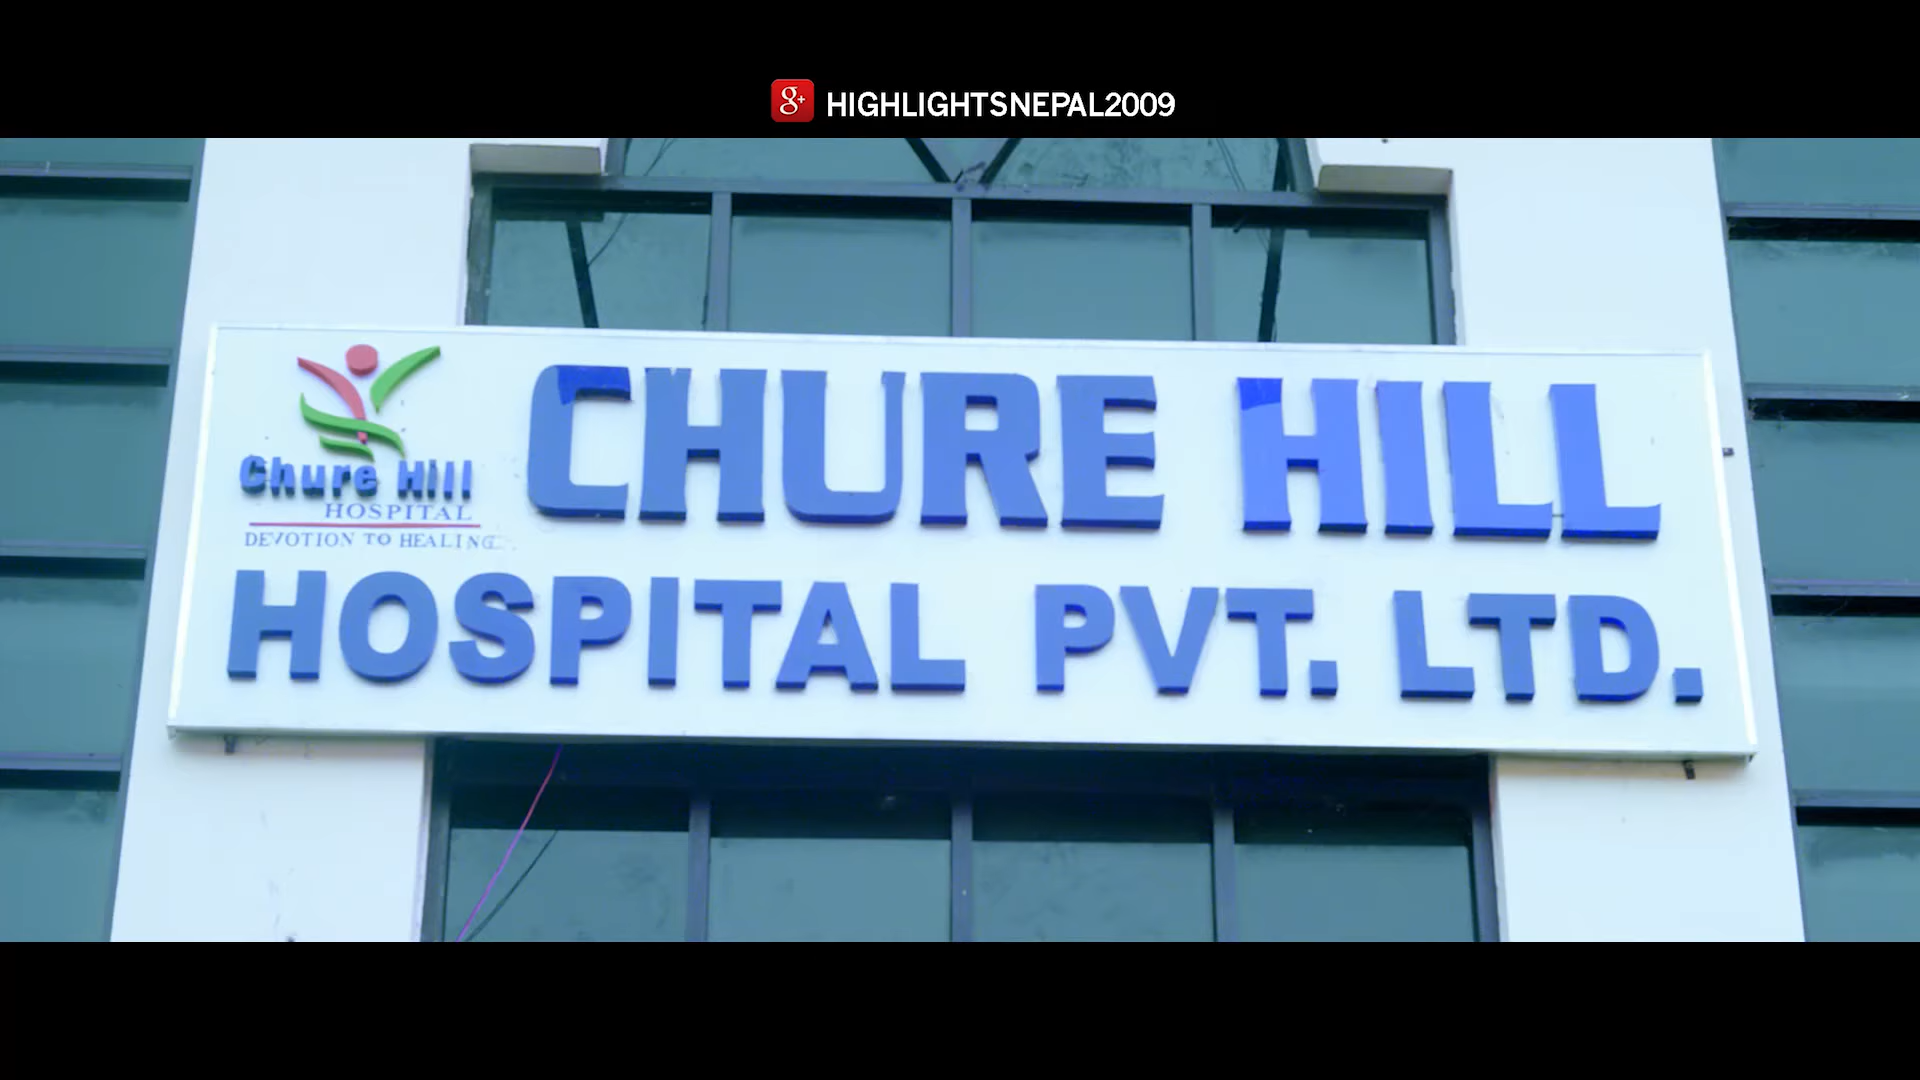 g+ HIGHLIGHTSNEPAL2009
CHURE HILL
Chure Hill
HOSPITAL
DEVOTION TO HEALING
HOSPITAL PVT. LTD.